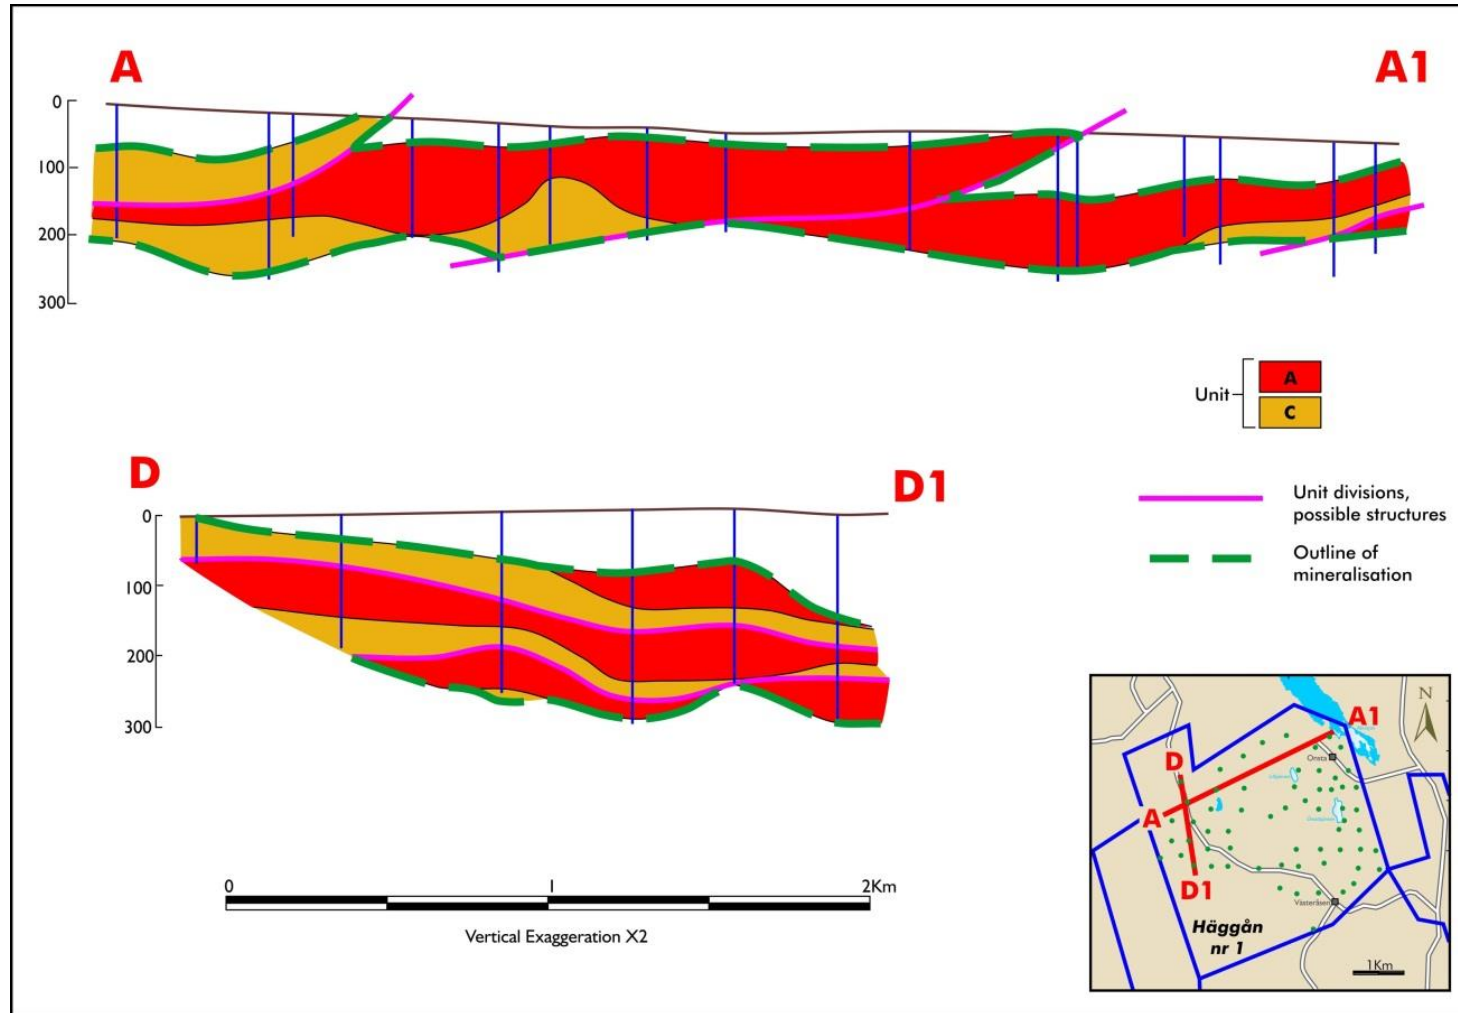 A
A1
0
100
200
300
Unit
A
C
D
D1
0
100
200
300
Unit divisions,
possible structures
Outline of
mineralisation
0
1
2Km
Vertical Exaggeration X2
N
A1
Onsta
D
A
D1
Västeråsen
Häggån
nr 1
1Km